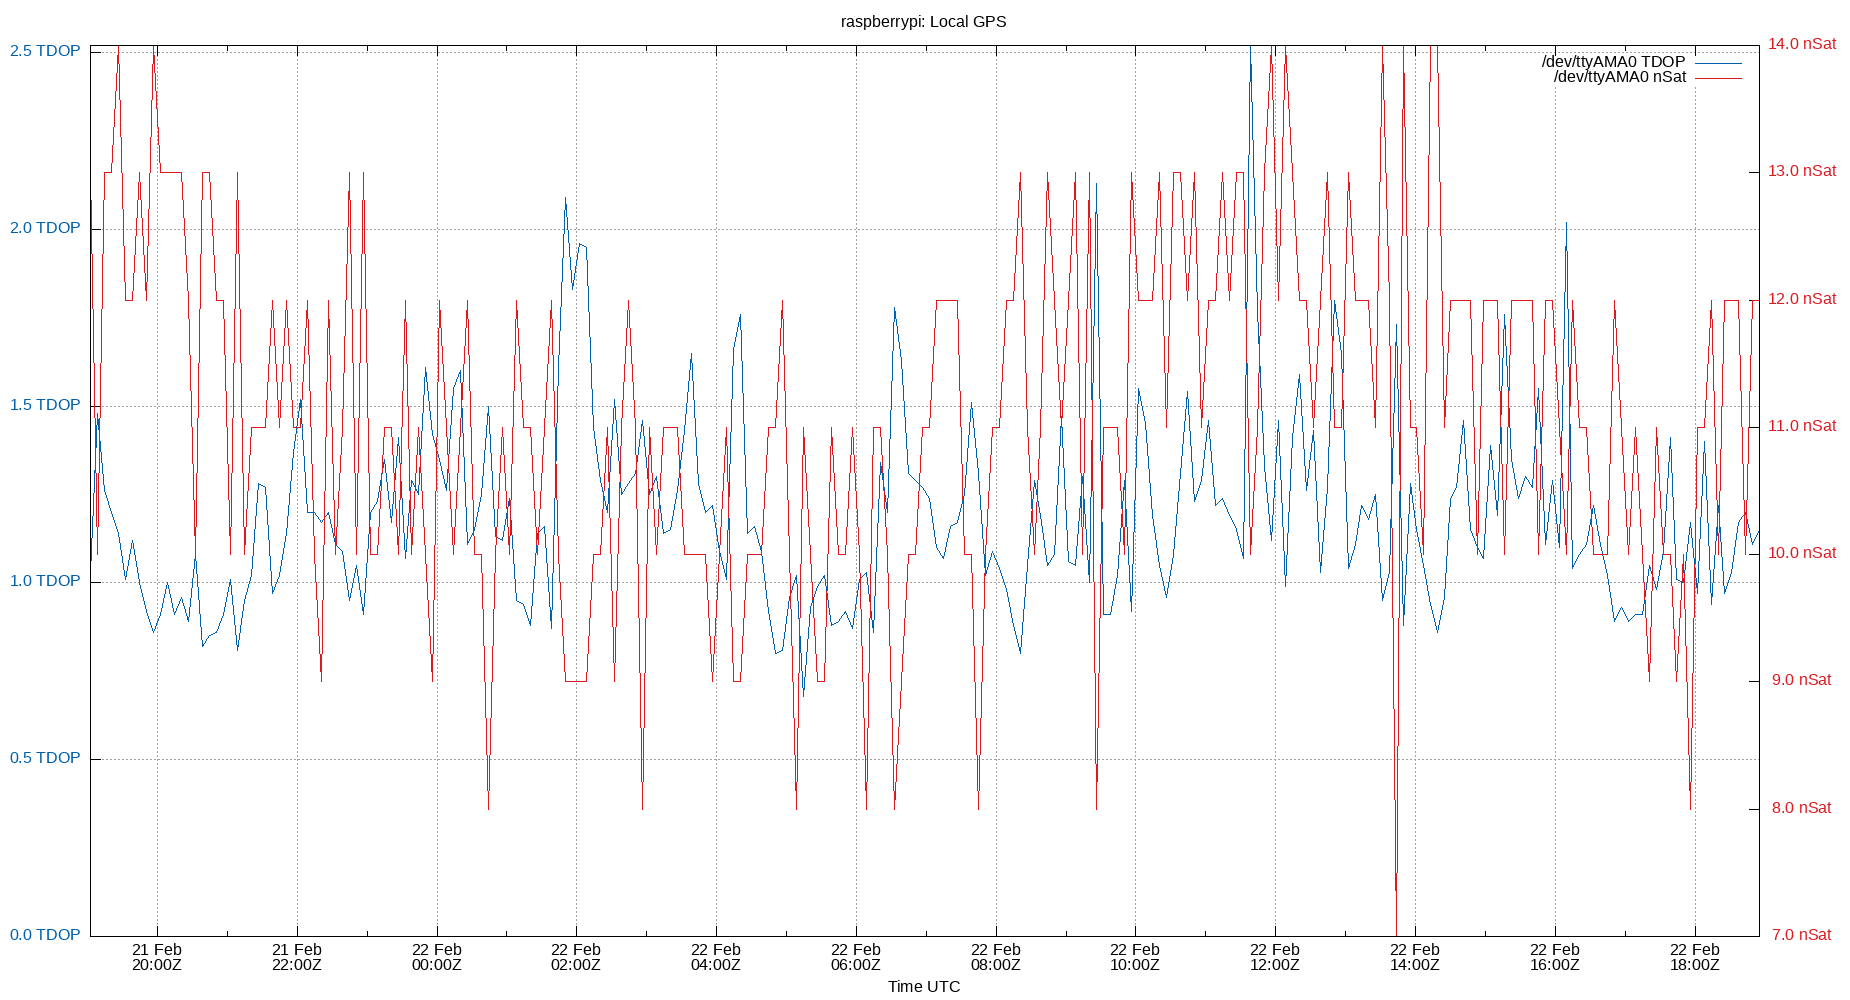 raspberrypi: Local GPS
2.5 TDOP
2.0 TDOP
1.5 TDOP
1.0 TDOP
0.5 TDOP
0.0 TDOP
14.0 nSat
13.0 nSat
12.0 nSat
11.0 nSat
10.0 nSat
9.0 nSat
8.0 nSat
7.0 nSat
/dev/ttyAMA0 TDOP
/dev/ttyAMA0 nSat
21 Feb
20:00Z
21 Feb
22:00Z
22 Feb
00:00Z
22 Feb
02:00Z
22 Feb
04:00Z
22 Feb
06:00Z
22 Feb
08:00Z
22 Feb
10:00Z
22 Feb
12:00Z
22 Feb
14:00Z
22 Feb
16:00Z
22 Feb
18:00Z
Time UTC